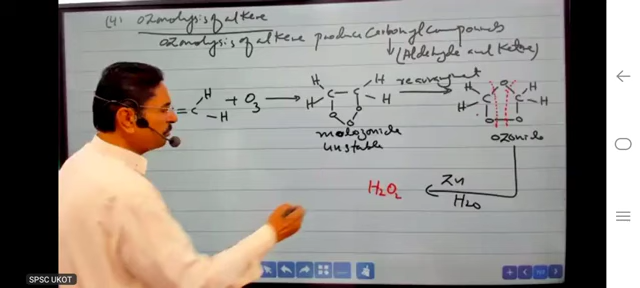 (4) ozonolysis of alkene
ozonolysis of alkene produce Carbonyl compounds
(Aldehyde and Ketone)
= C H H + O3 → H H C C H H O O O rearrangment → H H C O C H H O O
molozonide
unstable
ozonide
Zn
H2O
H2O2
SPSC UKOT